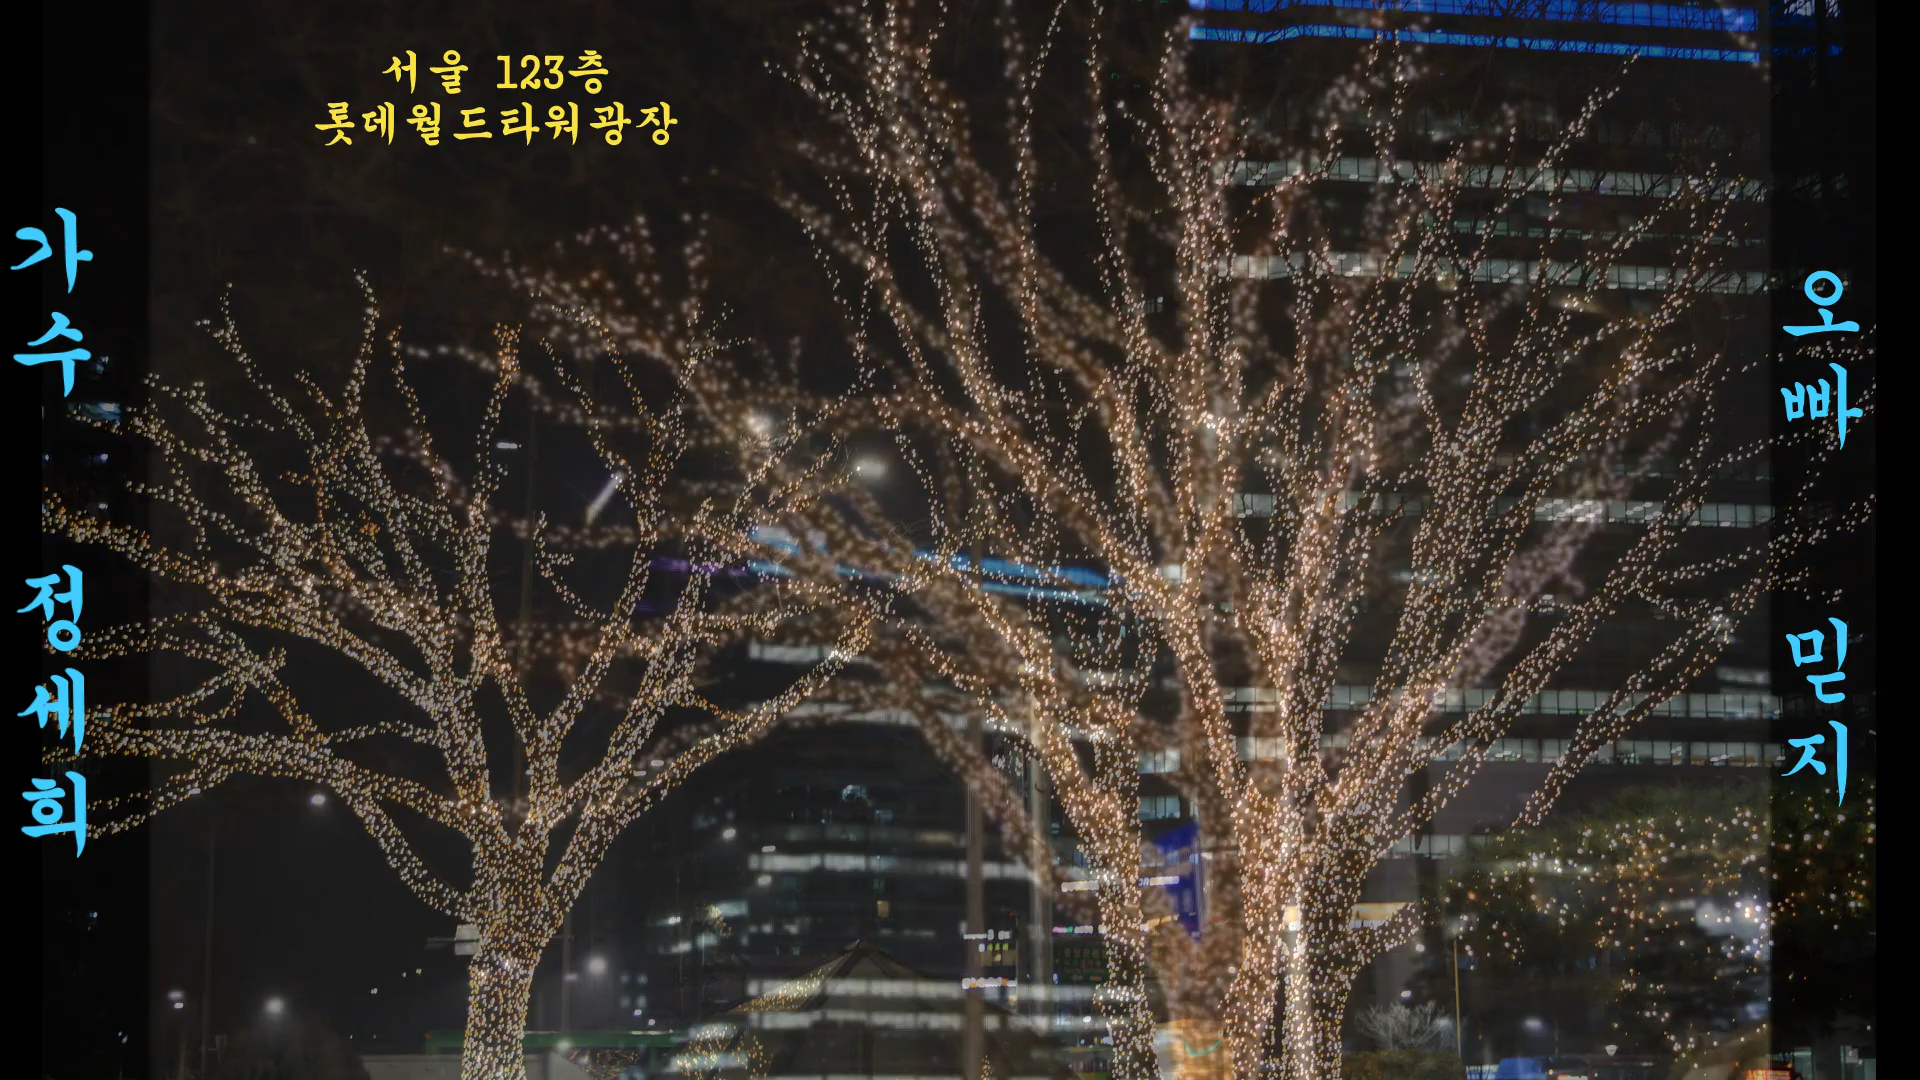 서울 123층
롯데월드타워광장
가수 정세희
오빠 믿지